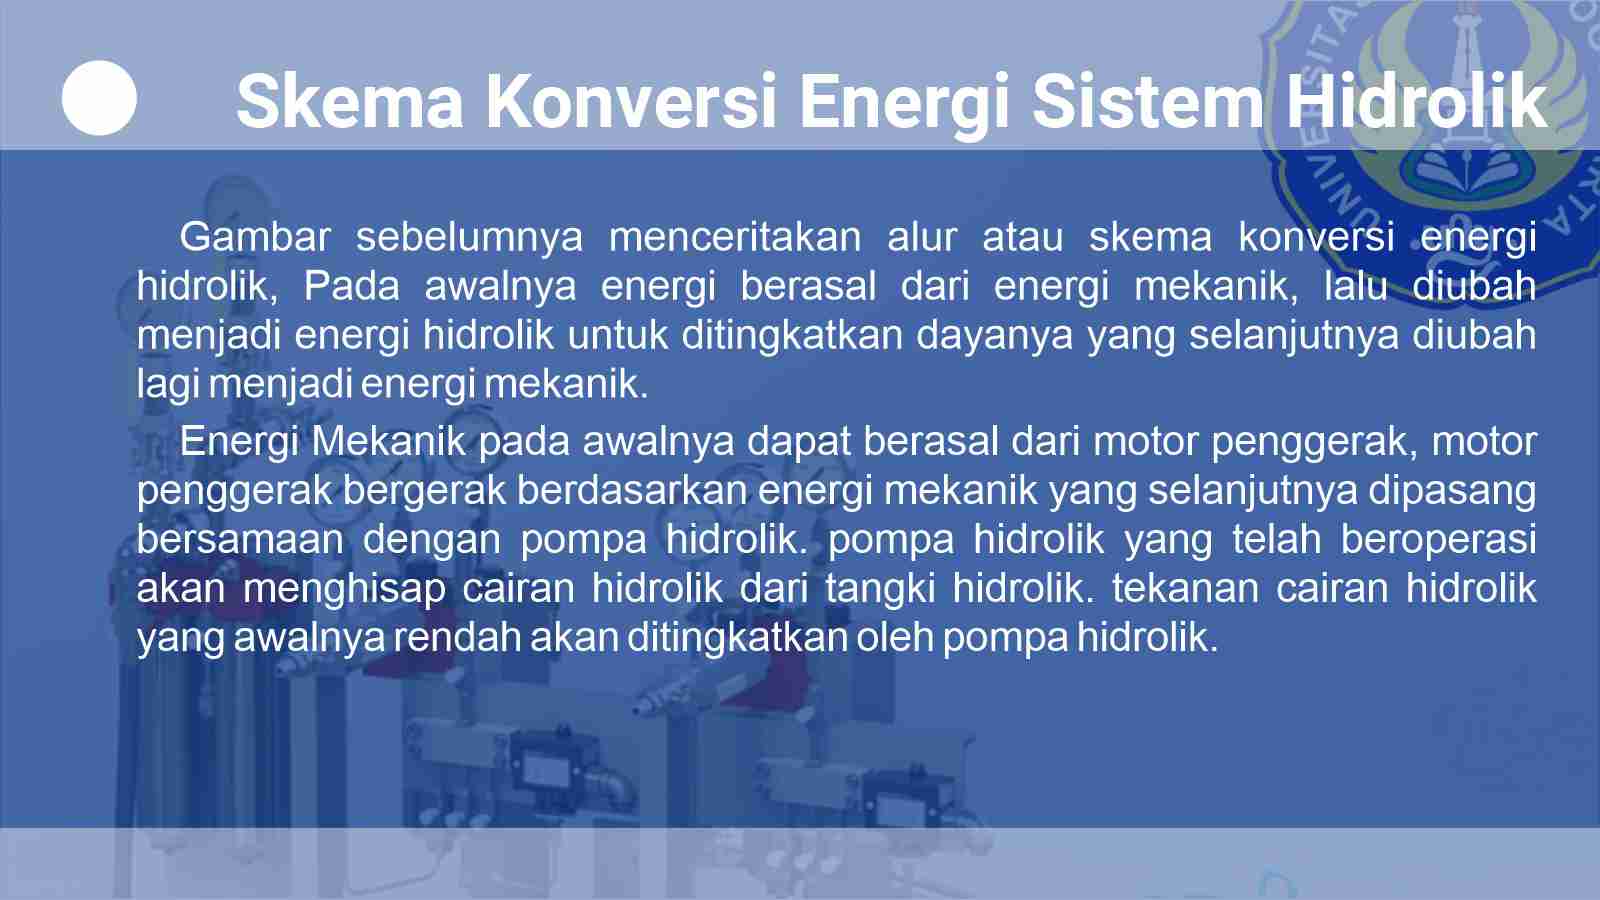 Skema Konversi Energi Sistem Hidrolik
Gambar sebelumnya menceritakan alur atau skema konversi energi
hidrolik, Pada awalnya energi berasal dari energi mekanik, lalu diubah
menjadi energi hidrolik untuk ditingkatkan dayanya yang selanjutnya diubah
lagi menjadi energi mekanik.
Energi Mekanik pada awalnya dapat berasal dari motor penggerak, motor
penggerak bergerak berdasarkan energi mekanik yang selanjutnya dipasang
bersamaan dengan pompa hidrolik. pompa hidrolik yang telah beroperasi
akan menghisap cairan hidrolik dari tangki hidrolik. tekanan cairan hidrolik
yang awalnya rendah akan ditingkatkan oleh pompa hidrolik.
UNIVERSITAS